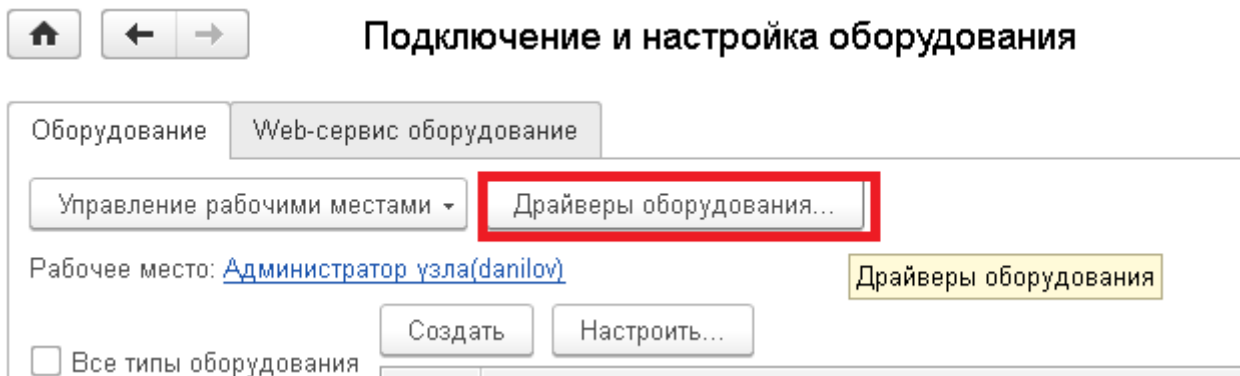 Подключение и настройка оборудования
Оборудование Web-сервис оборудование
Управление рабочими местами Драйверы оборудования...
Рабочее место: Администратор узла(danilov) Драйверы оборудования
Создать Настроить...
Все типы оборудования